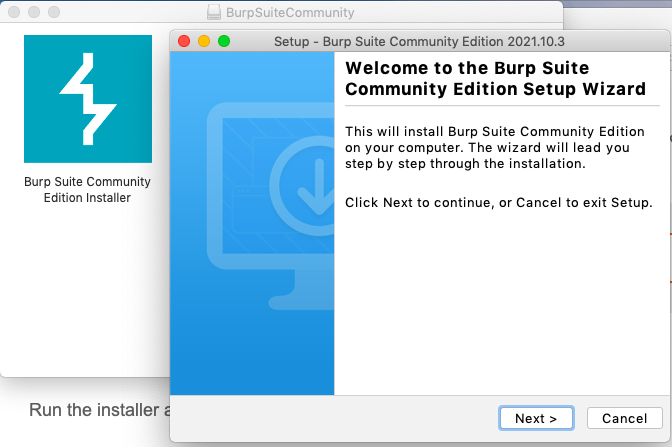 BurpSuiteCommunity
Setup - Burp Suite Community Edition 2021.10.3
Burp Suite Community
Edition Installer
Welcome to the Burp Suite
Community Edition Setup Wizard
This will install Burp Suite Community Edition
on your computer. The wizard will lead you
step by step through the installation.
Click Next to continue, or Cancel to exit Setup.
Run the installer
Next >
Cancel